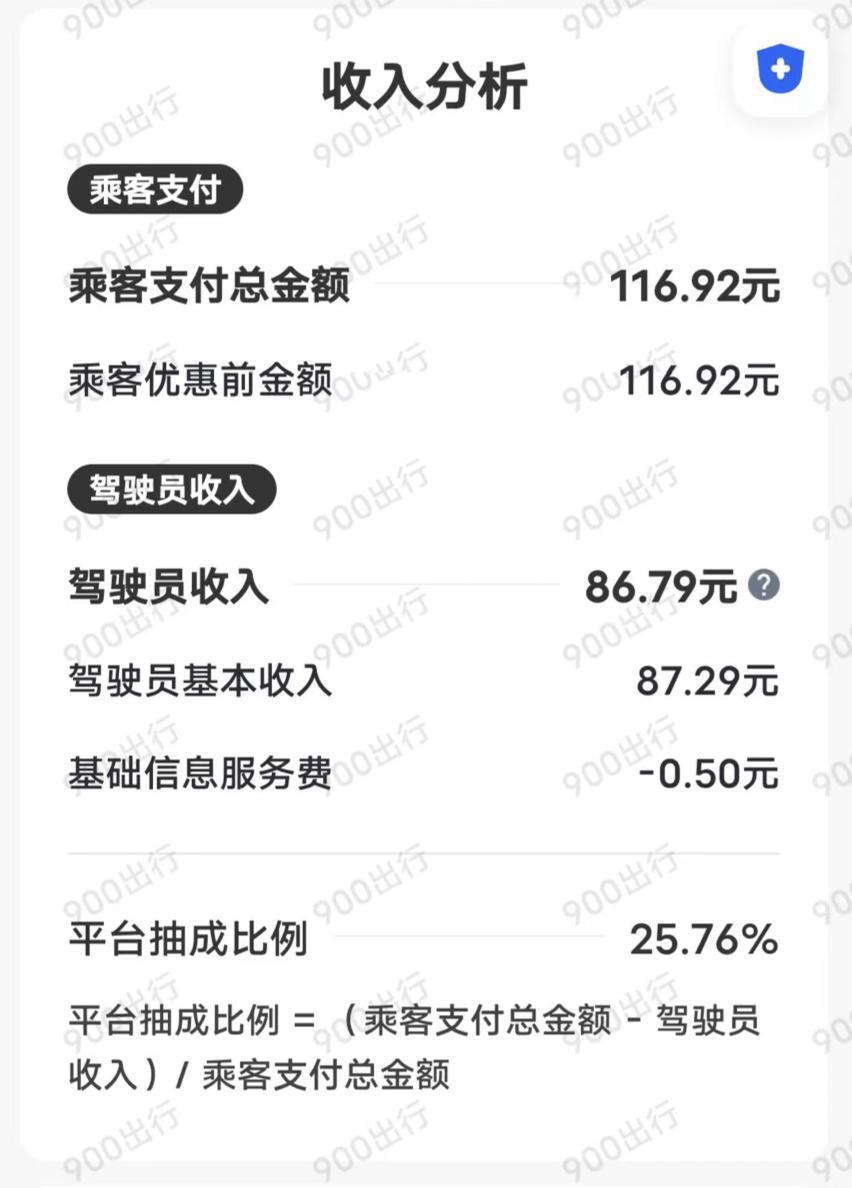 收入分析
乘客支付
乘客支付总金额 116.92元
乘客优惠前金额 116.92元
驾驶员收入
驾驶员收入 86.79元 ?
驾驶员基本收入 87.29元
基础信息服务费 -0.50元
平台抽成比例 25.76%
平台抽成比例 = （乘客支付总金额 - 驾驶员
收入）/ 乘客支付总金额
900出行